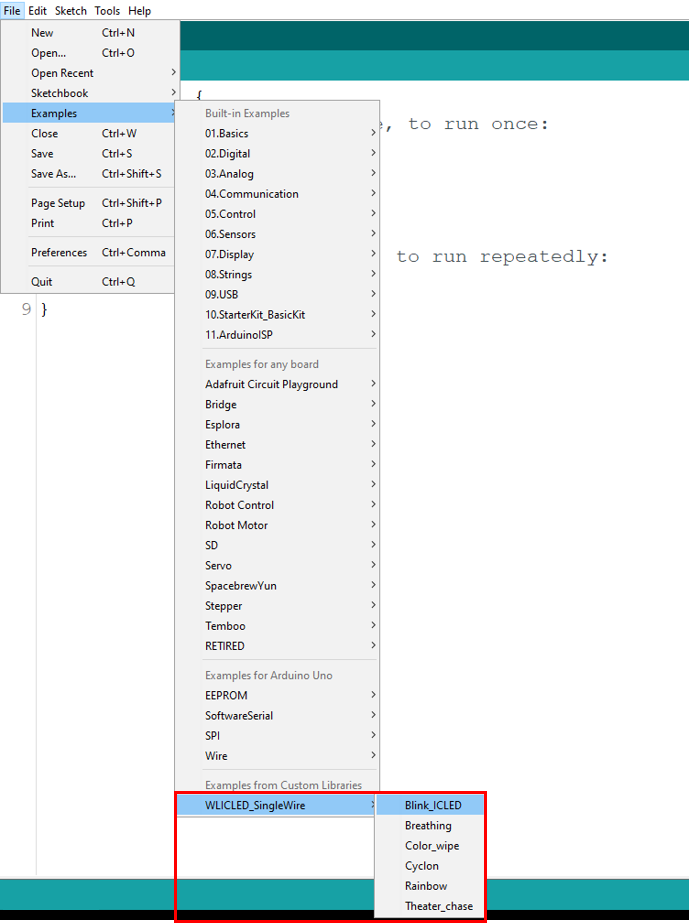 File Edit Sketch Tools Help
New Ctrl+N
Open... Ctrl+O
Open Recent
Sketchbook
Examples
Close Ctrl+W
Save Ctrl+S
Save As... Ctrl+Shift+S
Page Setup Ctrl+Shift+P
Print Ctrl+P
Preferences Ctrl+Comma
Quit Ctrl+Q
{
, to run once:
to run repeatedly:
9 }
Built-in Examples
01.Basics
02.Digital
03.Analog
04.Communication
05.Control
06.Sensors
07.Display
08.Strings
09.USB
10.StarterKit_BasicKit
11.ArduinoISP
Examples for any board
Adafruit Circuit Playground
Bridge
Esplora
Ethernet
Firmata
LiquidCrystal
Robot Control
Robot Motor
SD
Servo
SpacebrewYun
Stepper
Temboo
RETIRED
Examples for Arduino Uno
EEPROM
SoftwareSerial
SPI
Wire
Examples from Custom Libraries
WLICLED_SingleWire
Blink_ICLED
Breathing
Color_wipe
Cyclon
Rainbow
Theater_chase